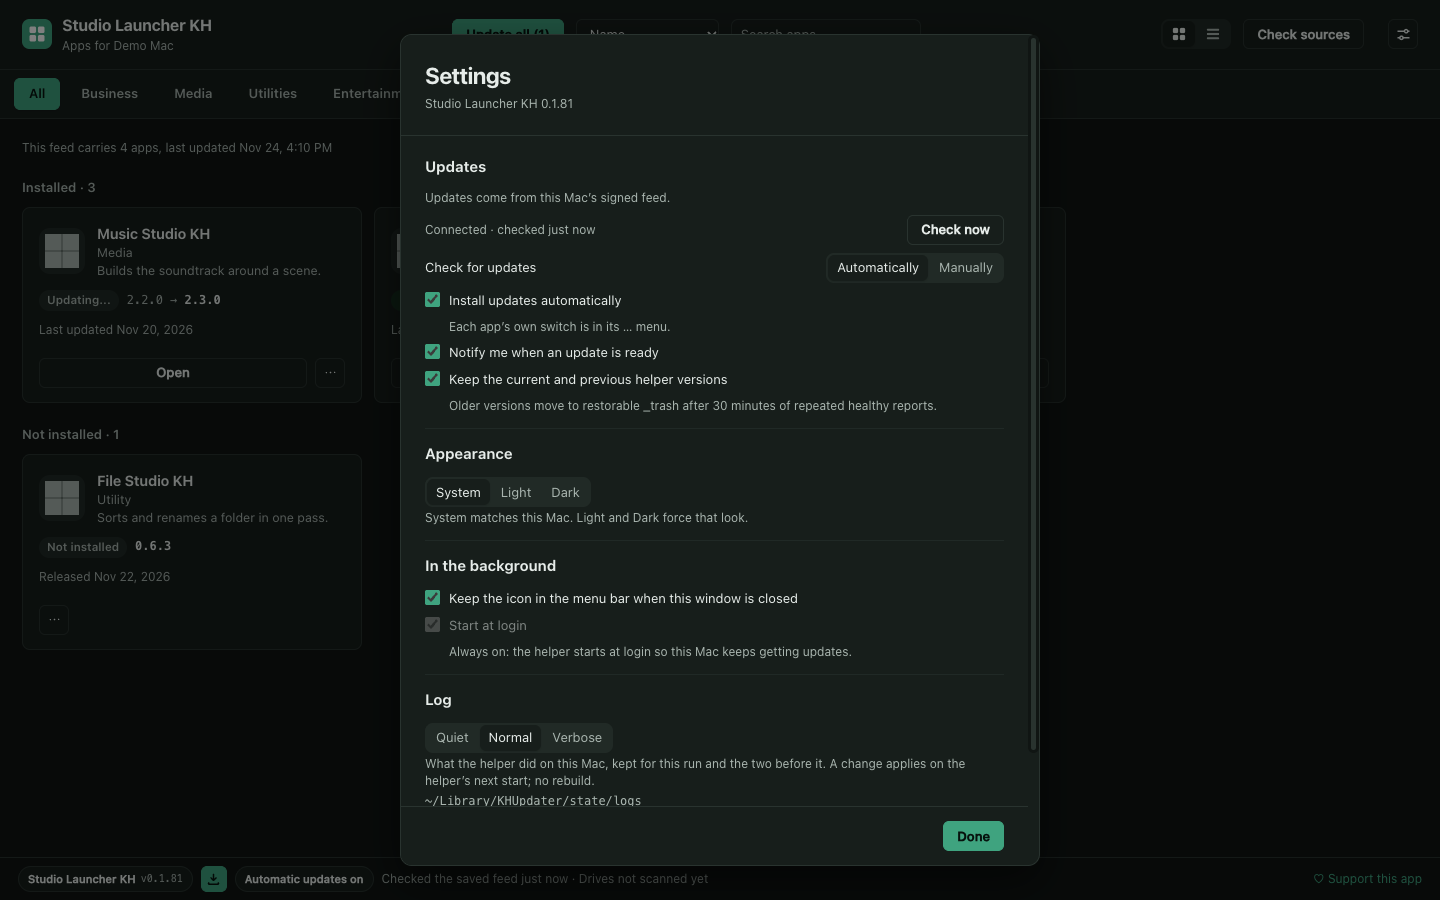 Studio Launcher KH
Apps for Demo Mac
Update all (1)
Name
Search apps
Check sources
All
Business
Media
Utilities
This feed carries 4 apps, last updated Nov 24, 4:10 PM
Installed · 3
Music Studio KH
Media
Builds the soundtrack around a scene.
Updating... 2.2.0 → 2.3.0
Last updated Nov 20, 2026
Open
...
Not installed · 1
File Studio KH
Utility
Sorts and renames a folder in one pass.
Not installed 0.6.3
Released Nov 22, 2026
...
Settings
Studio Launcher KH 0.1.81
Updates
Updates come from this Mac's signed feed.
Connected · checked just now
Check now
Check for updates
Automatically Manually
Install updates automatically
Each app's own switch is in its ... menu.
Notify me when an update is ready
Keep the current and previous helper versions
Older versions move to restorable _trash after 30 minutes of repeated healthy reports.
Appearance
System Light Dark
System matches this Mac. Light and Dark force that look.
In the background
Keep the icon in the menu bar when this window is closed
Start at login
Always on: the helper starts at login so this Mac keeps getting updates.
Log
Quiet Normal Verbose
What the helper did on this Mac, kept for this run and the two before it. A change applies on the
helper's next start; no rebuild.
~/Library/KHUpdater/state/logs
Done
Studio Launcher KH v0.1.81
Automatic updates on
Checked the saved feed just now · Drives not scanned yet
♡ Support this app